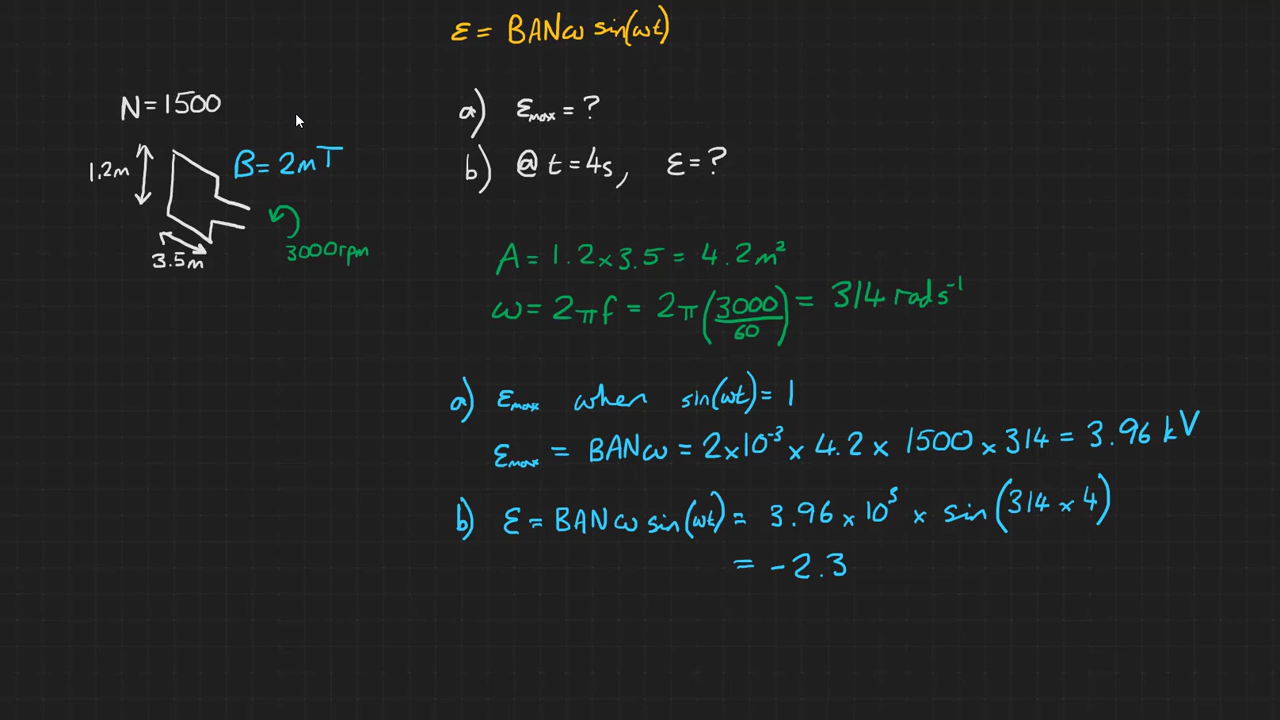 ε = BANω sin(ωt)
N = 1500
1.2m
B = 2mT
3000rpm
3.5m
a) εmax = ?
b) @ t = 4s, ε = ?
A = 1.2 × 3.5 = 4.2m²
ω = 2πf = 2π(3000/60) = 314 rad s⁻¹
a) εmax when sin(ωt) = 1
εmax = BANω = 2×10⁻³ × 4.2 × 1500 × 314 = 3.96 kV
b) ε = BANω sin(ωt) = 3.96 × 10³ × sin(314 × 4)
= -2.3